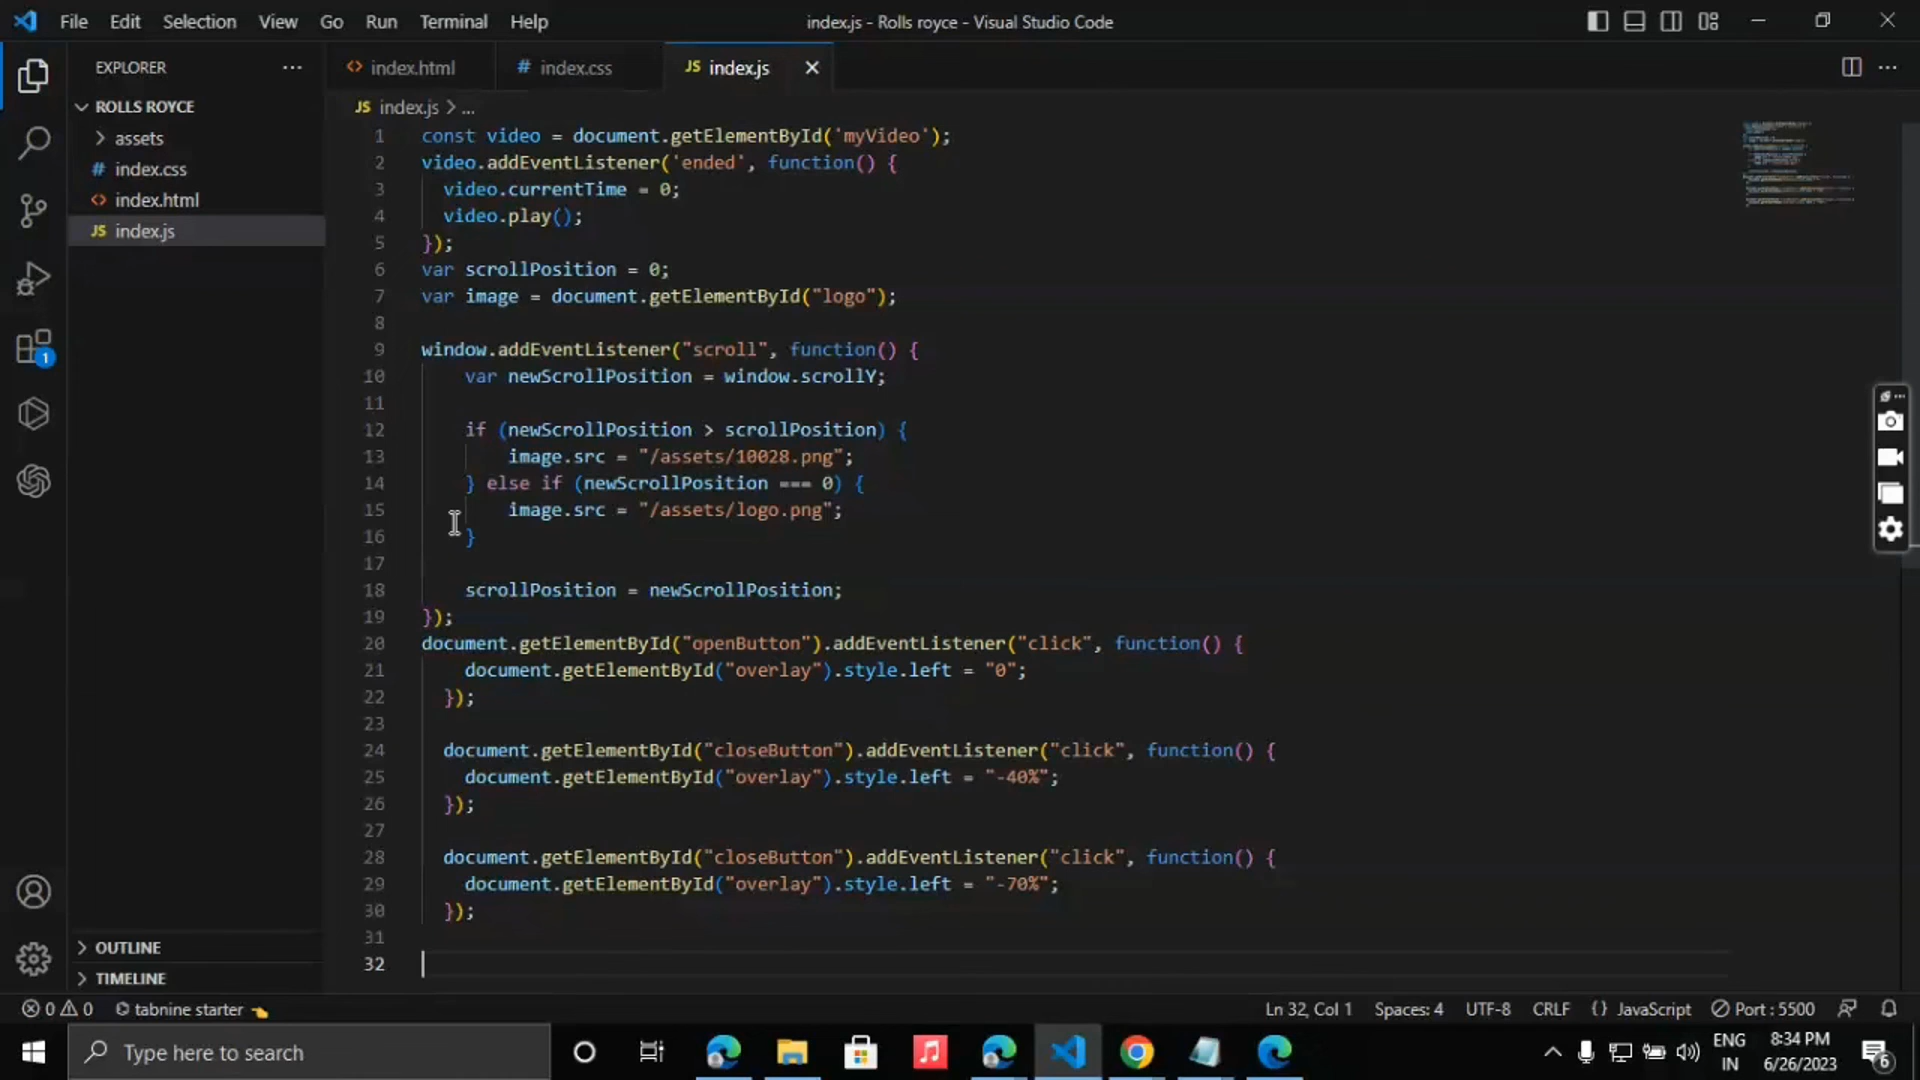 File Edit Selection View Go Run Terminal Help
index.js - Rolls royce - Visual Studio Code
EXPLORER
ROLLS ROYCE
assets
# index.css
<> index.html
JS index.js
OUTLINE
TIMELINE
<> index.html
# index.css
JS index.js
JS index.js > ...
1 const video = document.getElementById('myVideo');
2 video.addEventListener('ended', function() {
3 video.currentTime = 0;
4 video.play();
5 });
6 var scrollPosition = 0;
7 var image = document.getElementById("logo");
8
9 window.addEventListener("scroll", function() {
10 var newScrollPosition = window.scrollY;
11
12 if (newScrollPosition > scrollPosition) {
13 image.src = "/assets/10028.png";
14 } else if (newScrollPosition === 0) {
15 image.src = "/assets/logo.png";
16 }
17
18 scrollPosition = newScrollPosition;
19 });
20 document.getElementById("openButton").addEventListener("click", function() {
21 document.getElementById("overlay").style.left = "0";
22 });
23
24 document.getElementById("closeButton").addEventListener("click", function() {
25 document.getElementById("overlay").style.left = "-40%";
26 });
27
28 document.getElementById("closeButton").addEventListener("click", function() {
29 document.getElementById("overlay").style.left = "-70%";
30 });
31
32
1
0 0 tabnine starter
Ln 32, Col 1 Spaces: 4 UTF-8 CRLF {} JavaScript Port : 5500
Type here to search
ENG
IN
8:34 PM
6/26/2023
6